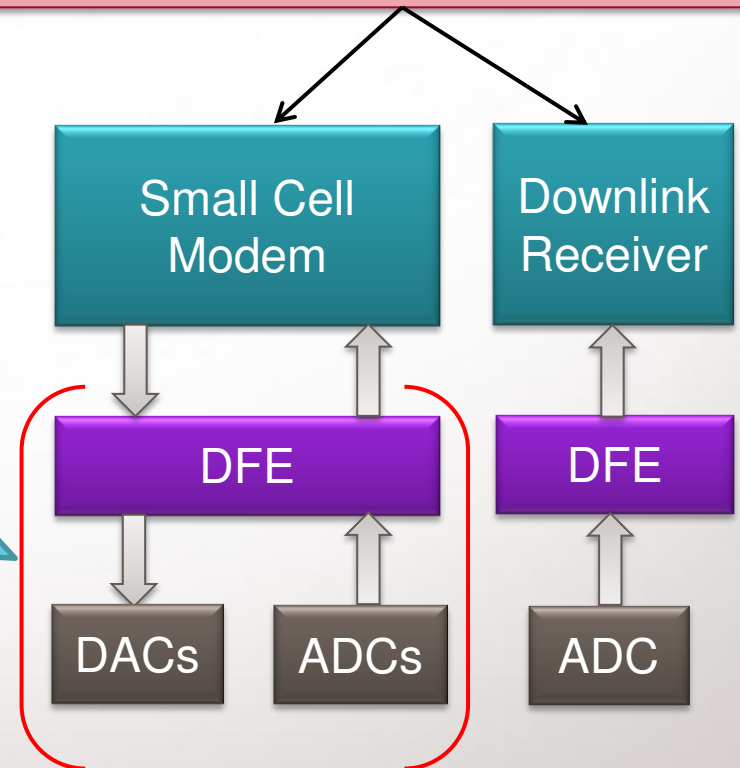 Small Cell
Modem
Downlink
Receiver
DFE
DFE
DACs
ADCs
ADC